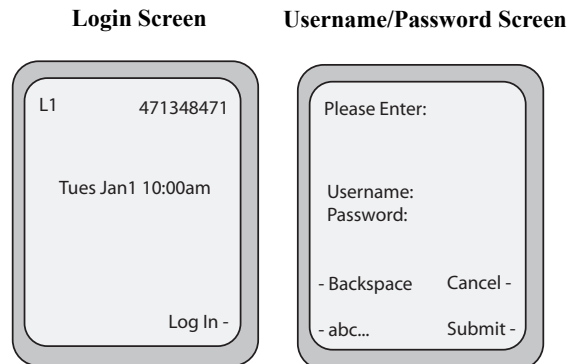 Login Screen
Username/Password Screen
L1 471348471
Tues Jan1 10:00am
Log In -
Please Enter:
Username:
Password:
- Backspace Cancel -
- abc... Submit -